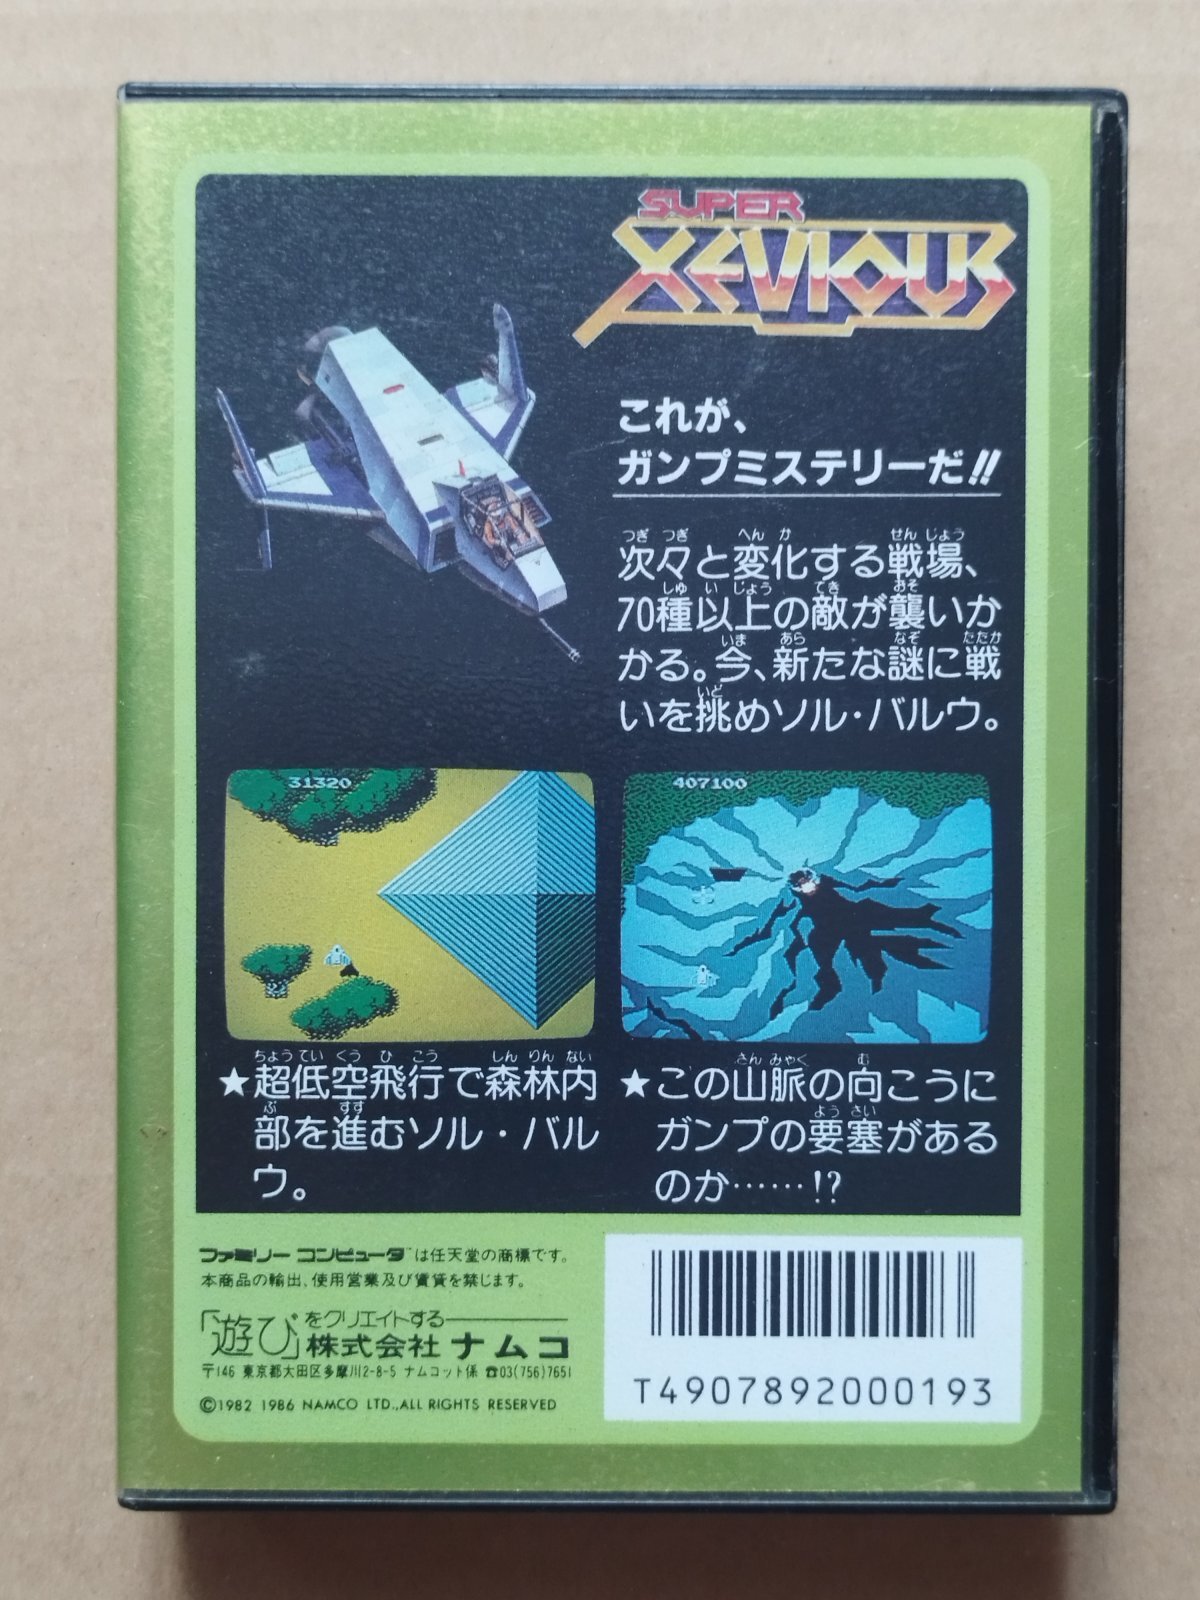 SUPER
XEVIOUS
これが、
ガンプミステリーだ!!
次々と変化する戦場、
70種以上の敵が襲いか
かる。今、新たな謎に戦
いを挑めソル・バルウ。
31320
407100
★超低空飛行で森林内
部を進むソル・バル
ウ。
★この山脈の向こうに
ガンプの要塞がある
のか……!?
ファミリーコンピュータ™は任天堂の商標です。
本商品の輸出、使用営業及び賃貸を禁じます。
「遊び」をクリエイトする
株式会社ナムコ
〒146 東京都大田区多摩川2-8-5 ナムコット係 ☎03(756)7651
©1982 1986 NAMCO LTD.,ALL RIGHTS RESERVED
T4907892000193